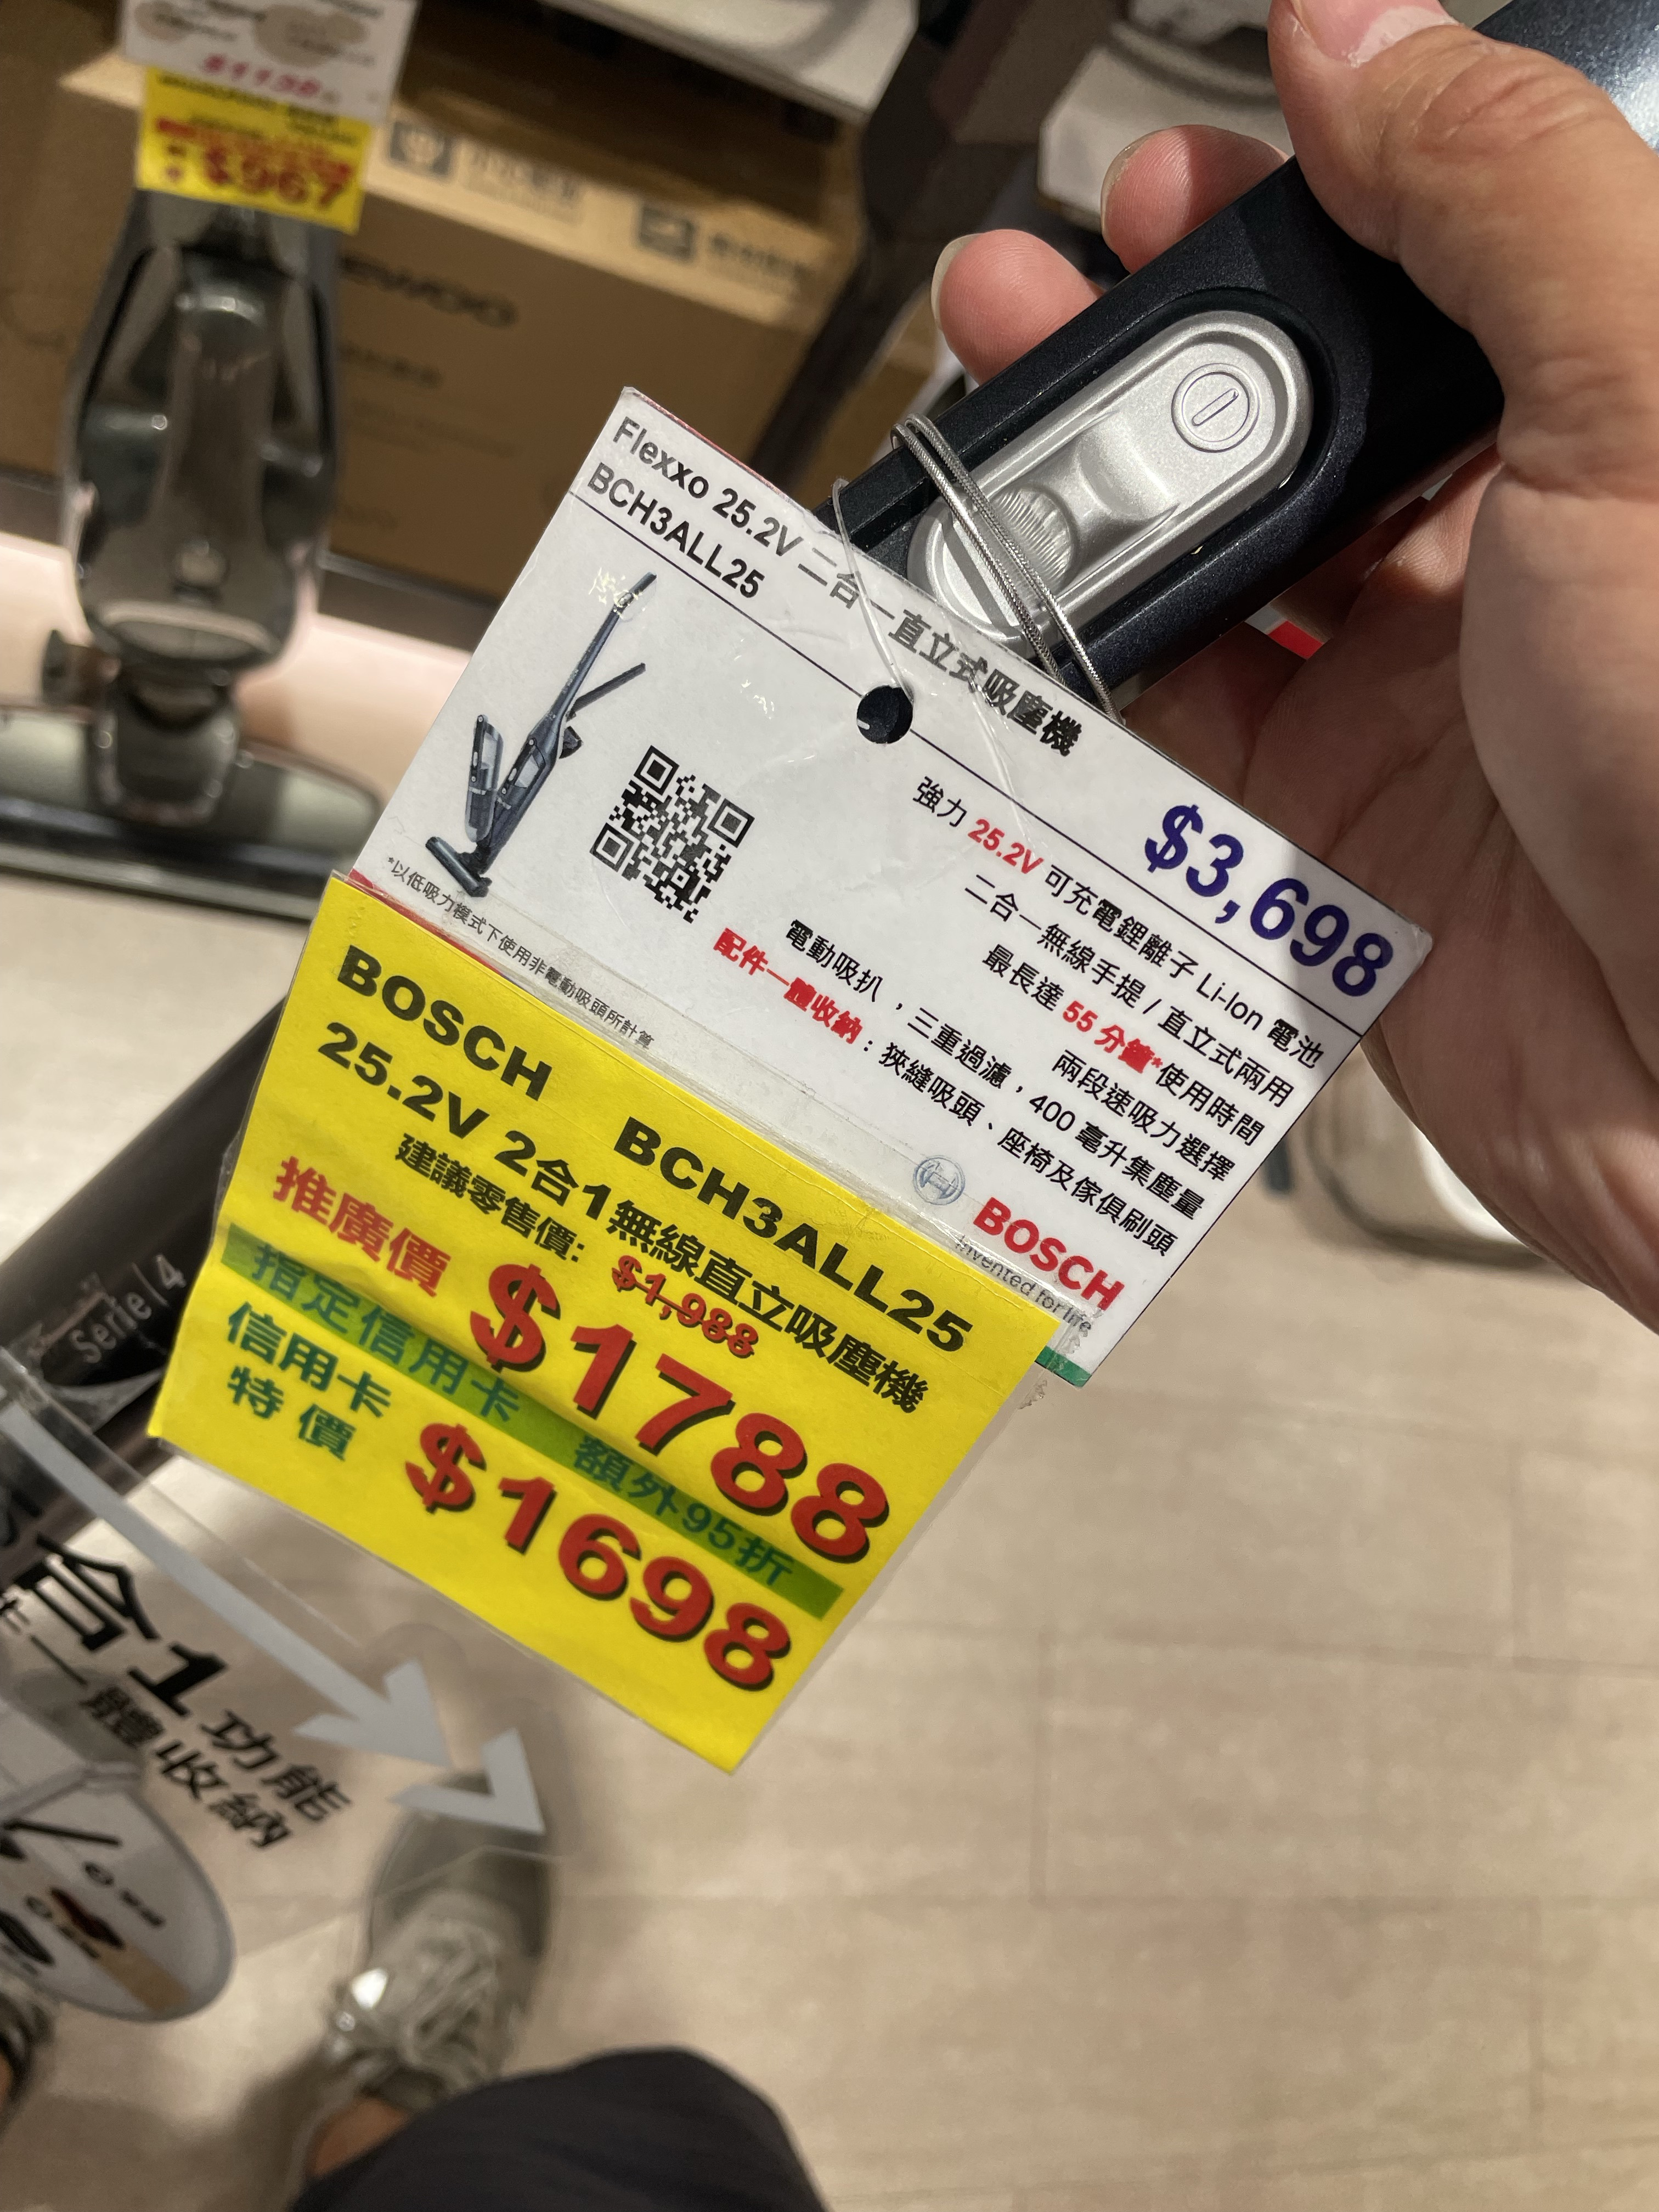 $967
EWOO
Flexxo 25.2V 二合一直立式吸塵機
BCH3ALL25
$3,698
強力 25.2V 可充電鋰離子 Li-Ion 電池
二合一無線手提 / 直立式兩用
最長達 55 分鐘*使用時間
兩段速吸力選擇
電動吸扒，三重過濾，400 毫升集塵量
配件一體收納：狹縫吸頭、座椅及傢俱刷頭
*以低吸力模式下使用非電動吸頭所計算
BOSCH
Invented for life
BOSCH BCH3ALL25
25.2V 2合1無線直立吸塵機
建議零售價: $1,988
推廣價 $1788
指定信用卡 額外95折
信用卡
特價 $1698
Serie | 4
合1功能
一體收納